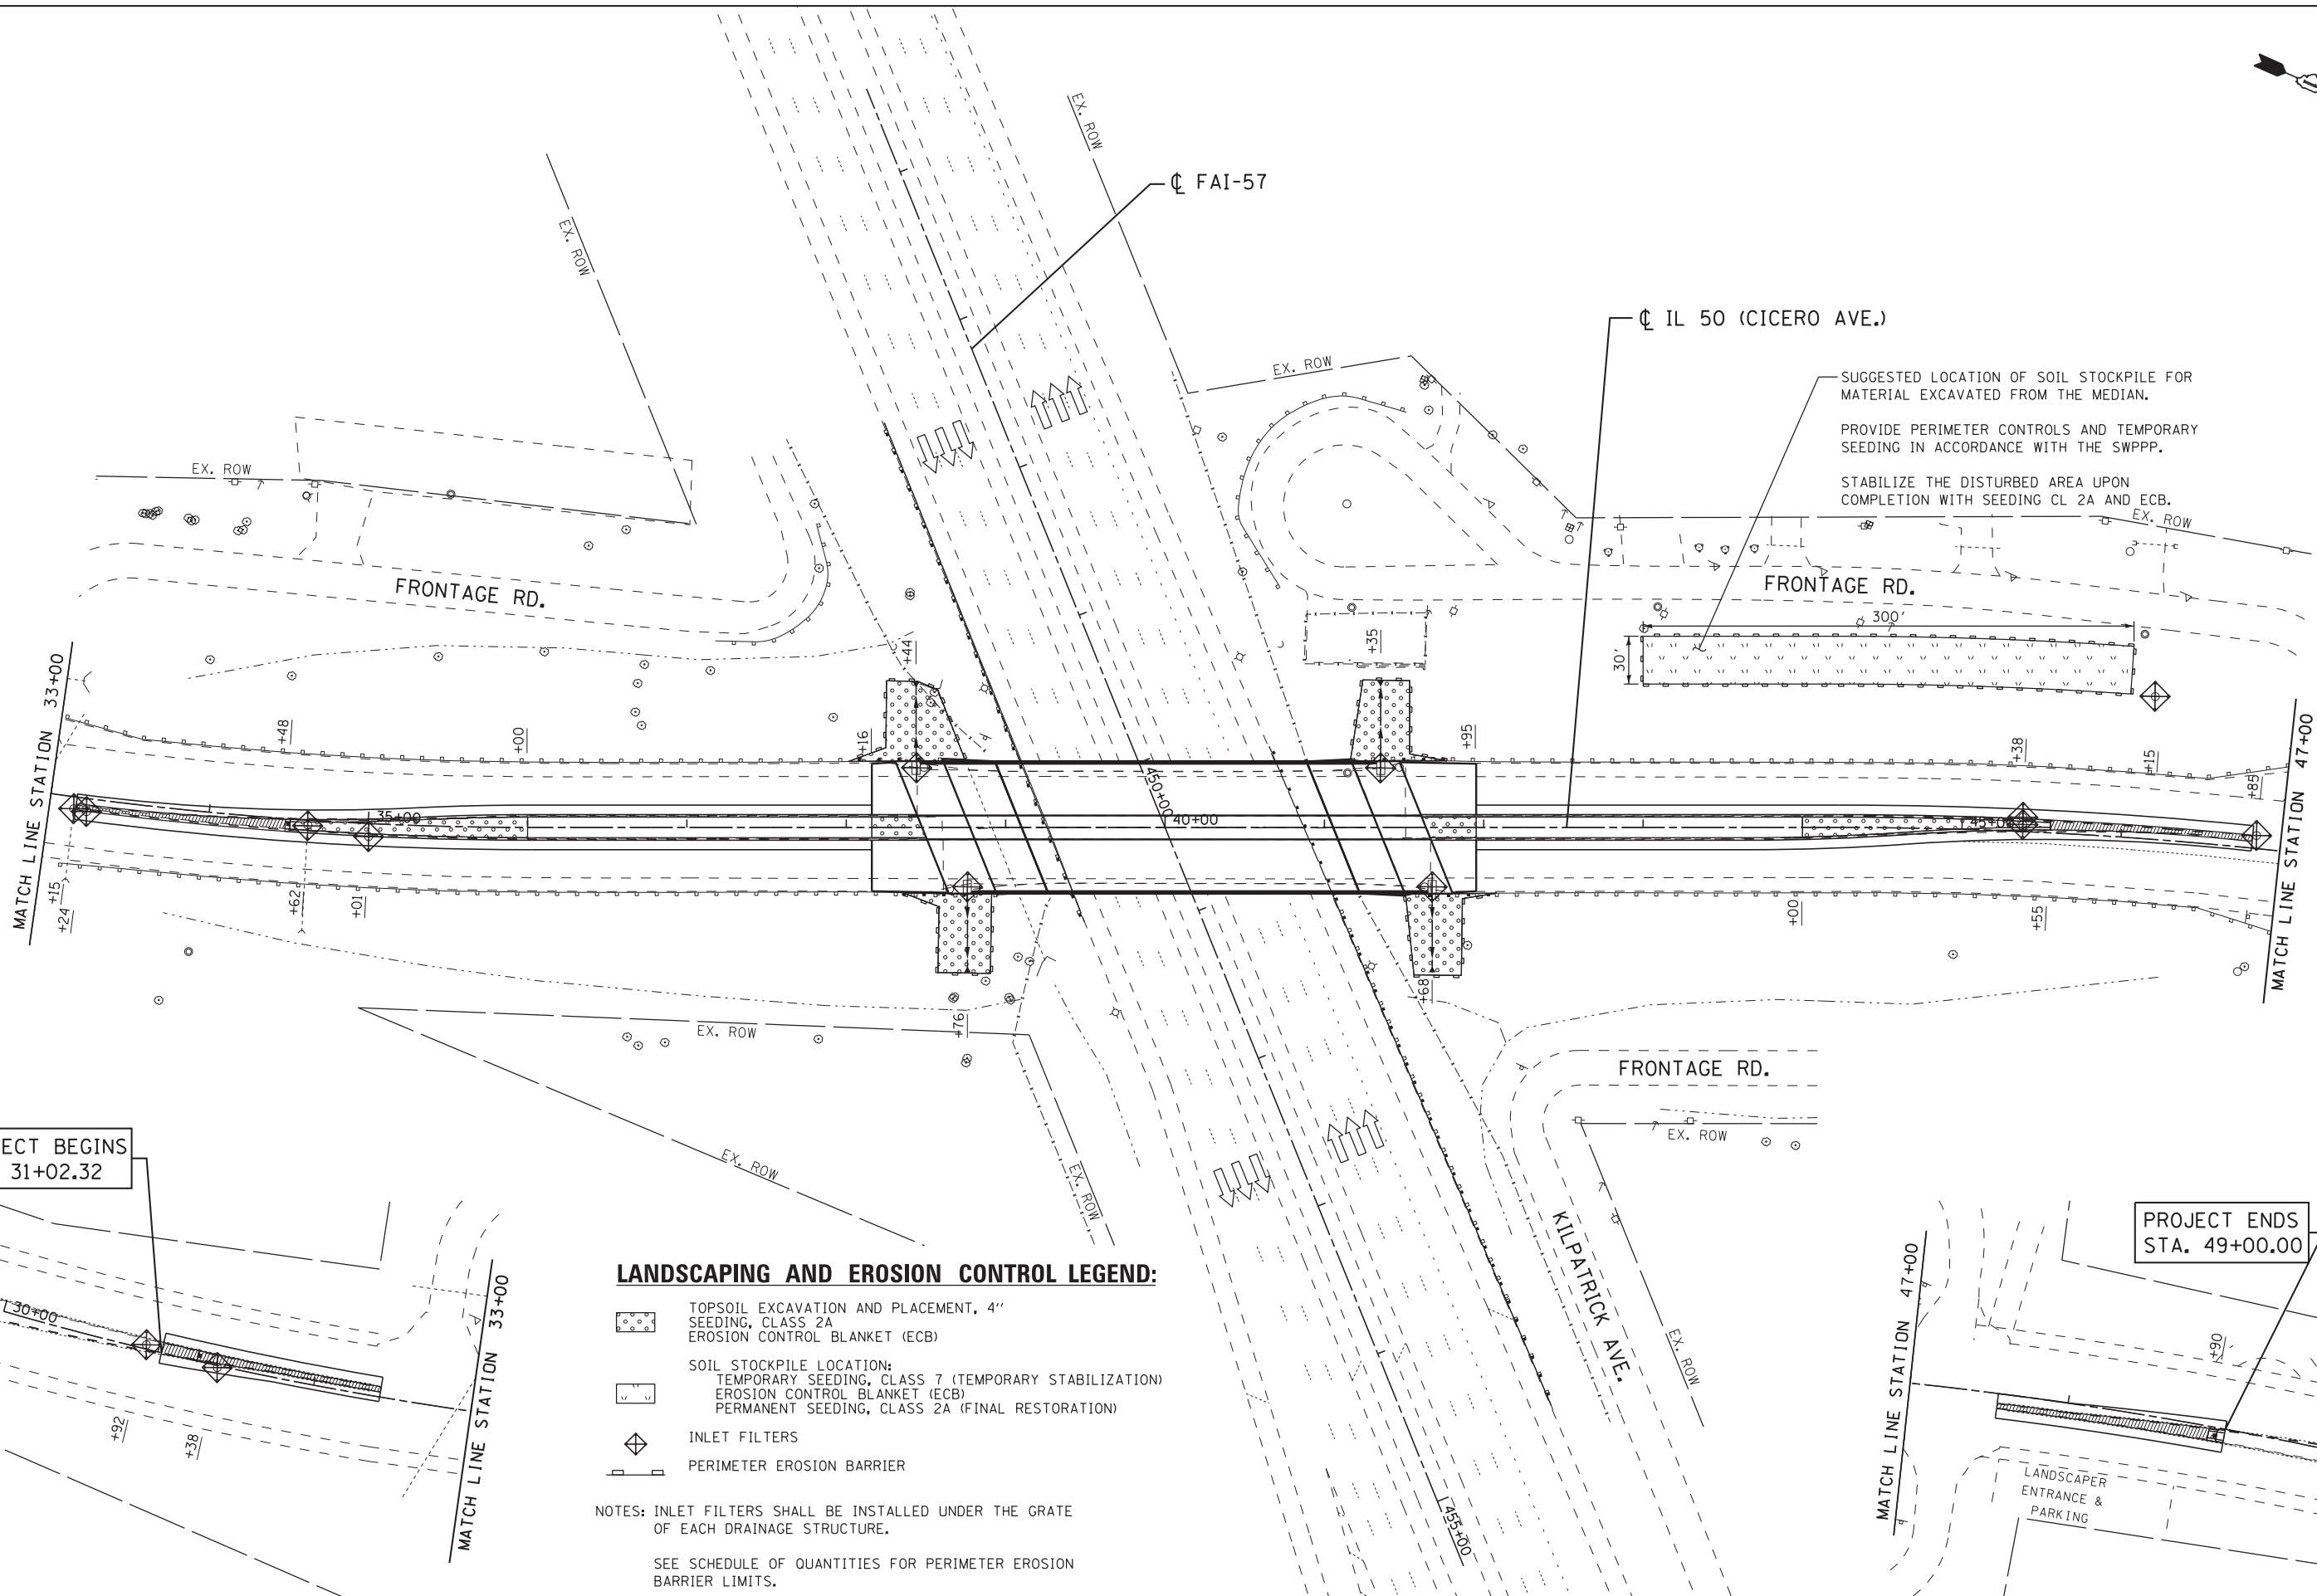 EX. ROW
EX. ROW
℄ FAI-57
℄ IL 50 (CICERO AVE.)
EX. ROW
SUGGESTED LOCATION OF SOIL STOCKPILE FOR
MATERIAL EXCAVATED FROM THE MEDIAN.
PROVIDE PERIMETER CONTROLS AND TEMPORARY
SEEDING IN ACCORDANCE WITH THE SWPPP.
STABILIZE THE DISTURBED AREA UPON
COMPLETION WITH SEEDING CL 2A AND ECB.
EX. ROW
EX. ROW
FRONTAGE RD.
FRONTAGE RD.
300'
30'
+44
+35
MATCH LINE STATION 33+00
+48
+00
+16
+95
+38
+15
+85
MATCH LINE STATION 47+00
35+00
450+00
40+00
45+00
+15
+24
+62
+01
+76
+68
+00
+55
EX. ROW
FRONTAGE RD.
EX. ROW
EX. ROW
EX. ROW
KILPATRICK AVE.
EX. ROW
455+00
ECT BEGINS
31+02.32
30+00
+92
+38
MATCH LINE STATION 33+00
LANDSCAPING AND EROSION CONTROL LEGEND:
TOPSOIL EXCAVATION AND PLACEMENT, 4''
SEEDING, CLASS 2A
EROSION CONTROL BLANKET (ECB)
SOIL STOCKPILE LOCATION:
TEMPORARY SEEDING, CLASS 7 (TEMPORARY STABILIZATION)
EROSION CONTROL BLANKET (ECB)
PERMANENT SEEDING, CLASS 2A (FINAL RESTORATION)
INLET FILTERS
PERIMETER EROSION BARRIER
NOTES: INLET FILTERS SHALL BE INSTALLED UNDER THE GRATE
OF EACH DRAINAGE STRUCTURE.
SEE SCHEDULE OF QUANTITIES FOR PERIMETER EROSION
BARRIER LIMITS.
PROJECT ENDS
STA. 49+00.00
MATCH LINE STATION 47+00
+90
LANDSCAPER
ENTRANCE &
PARKING